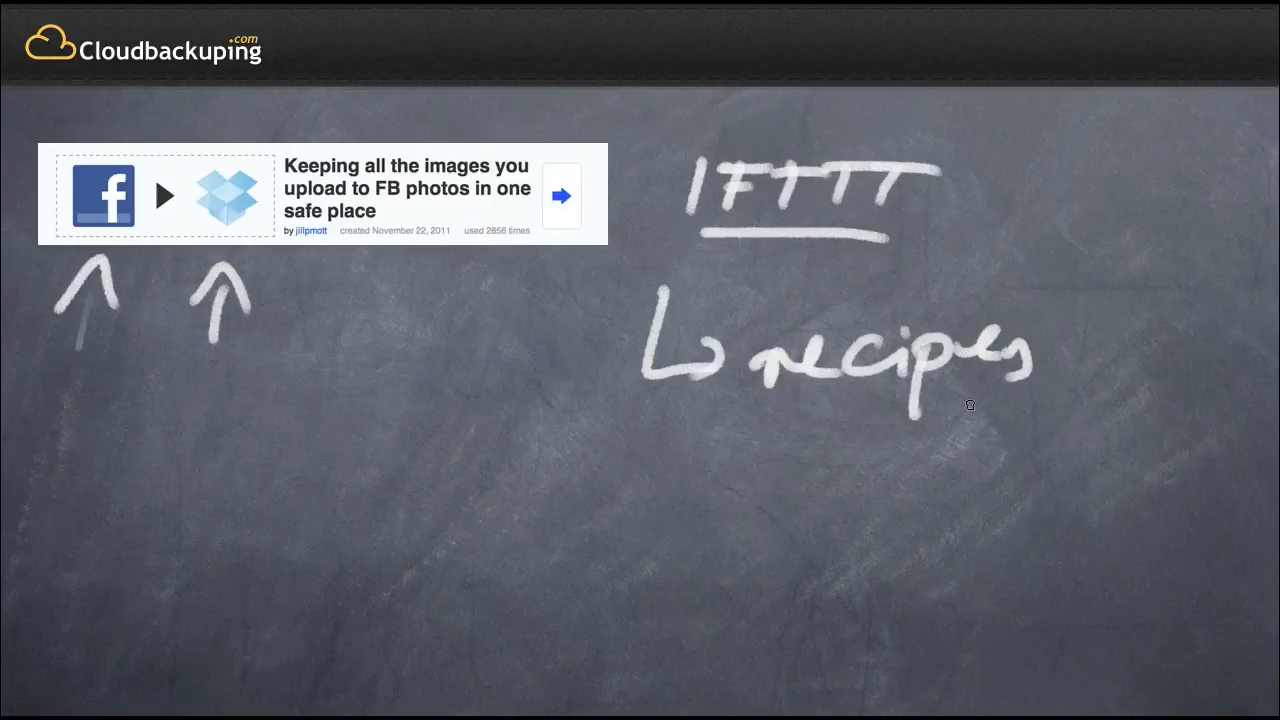 Cloudbackuping.com
Keeping all the images you
upload to FB photos in one
safe place
by jillpmott created November 22, 2011 used 2856 times
IFTTT
recipes